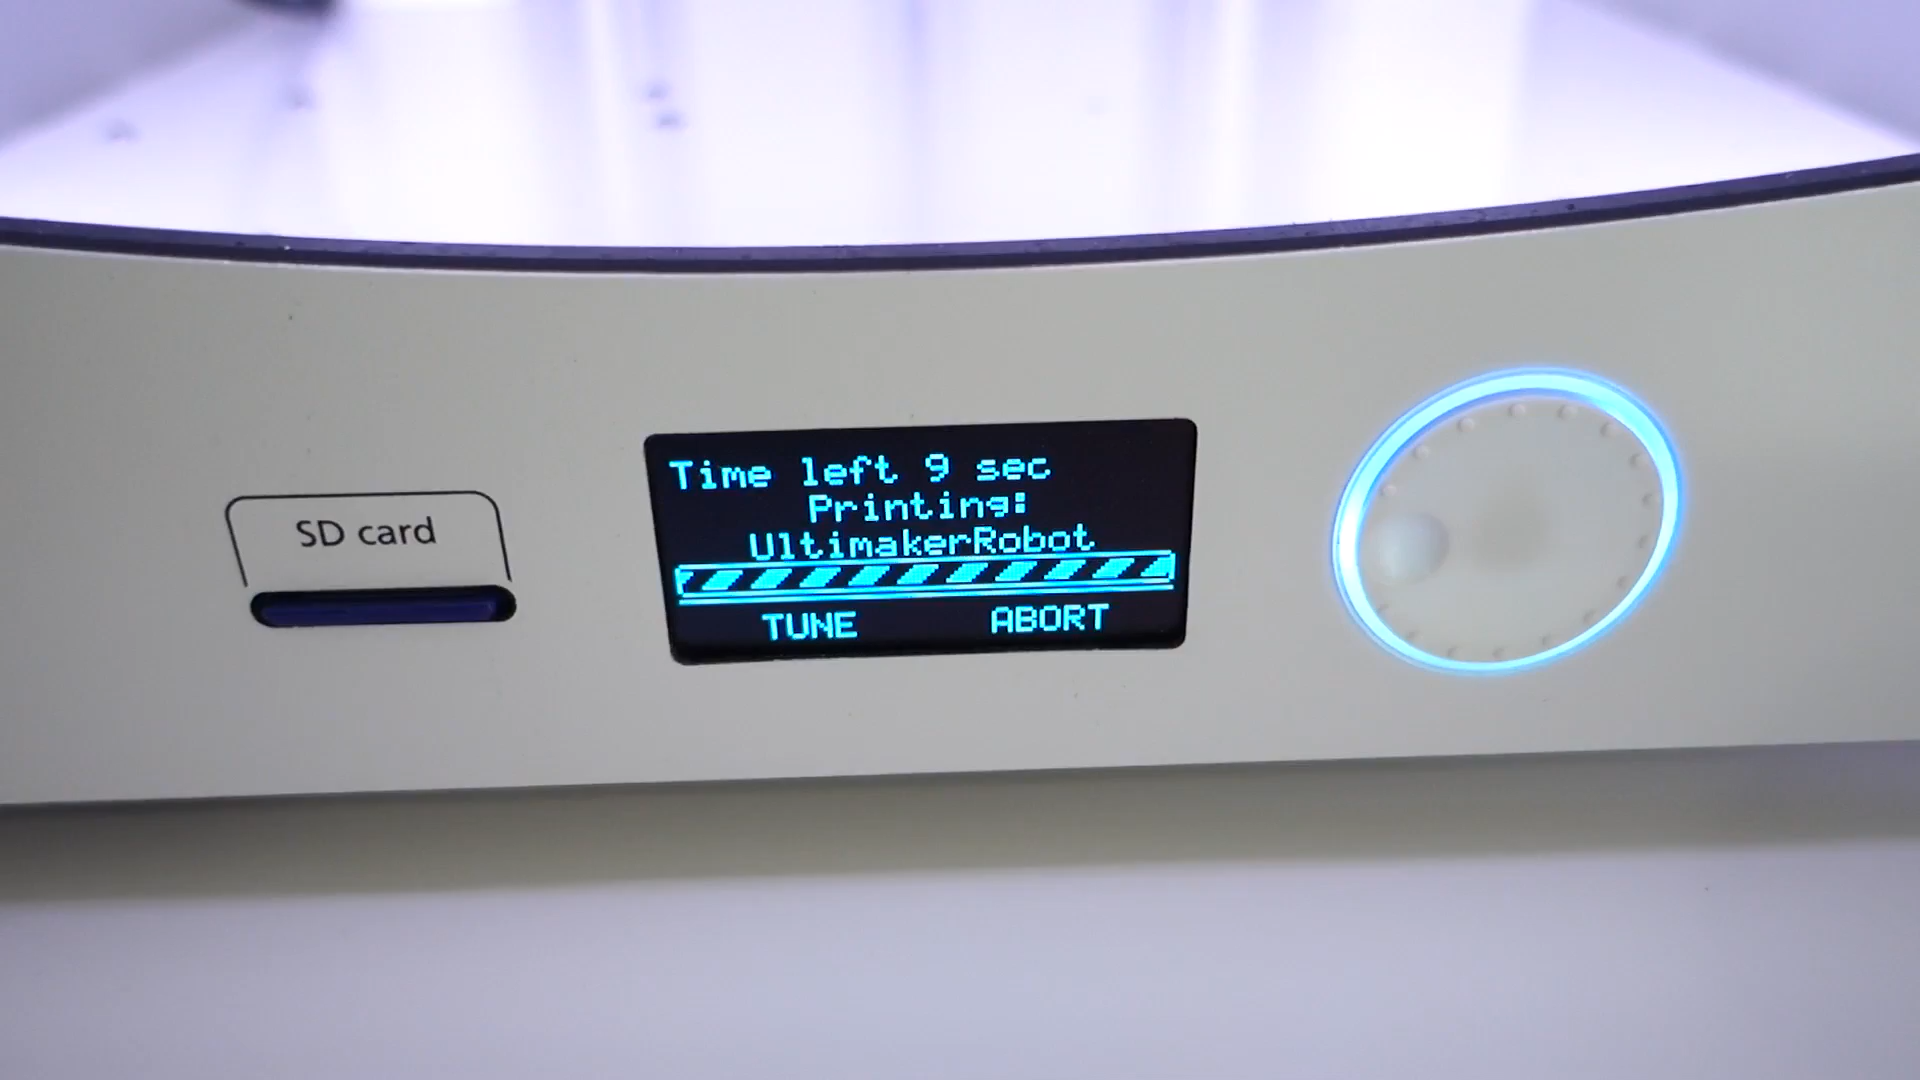 SD card
Time left 9 sec
Printing:
UltimakerRobot
TUNE ABORT